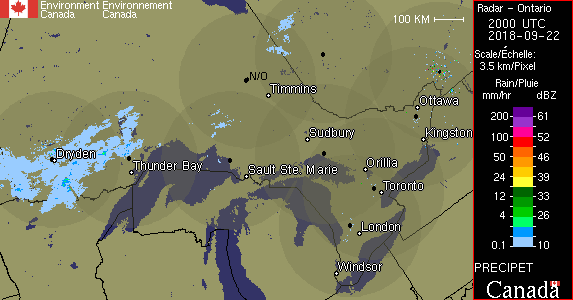 Environment Environnement
Canada Canada
100 KM
N/O
Timmins
Ottawa
Sudbury
Kingston
Dryden
Thunder Bay
Sault Ste. Marie
Orillia
Toronto
London
Windsor
Radar - Ontario
2000 UTC
2018-09-22
Scale/Échelle:
3.5 km/Pixel
Rain/Pluie
mm/hr dBZ
200 61
100 52
50 46
24 39
12 33
4 26
0.1 10
PRECIPET
Canada